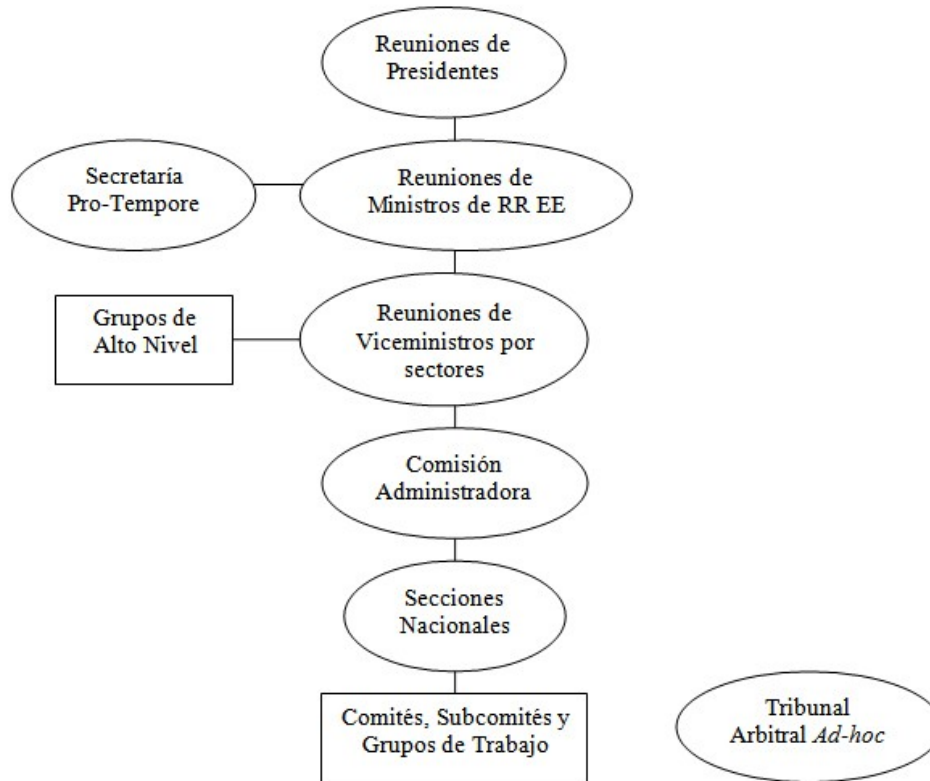 Reuniones de
Presidentes
Secretaría
Pro-Tempore
Reuniones de
Ministros de RR EE
Grupos de
Alto Nivel
Reuniones de
Viceministros por
sectores
Comisión
Administradora
Secciones
Nacionales
Comités, Subcomités y
Grupos de Trabajo
Tribunal
Arbitral Ad-hoc